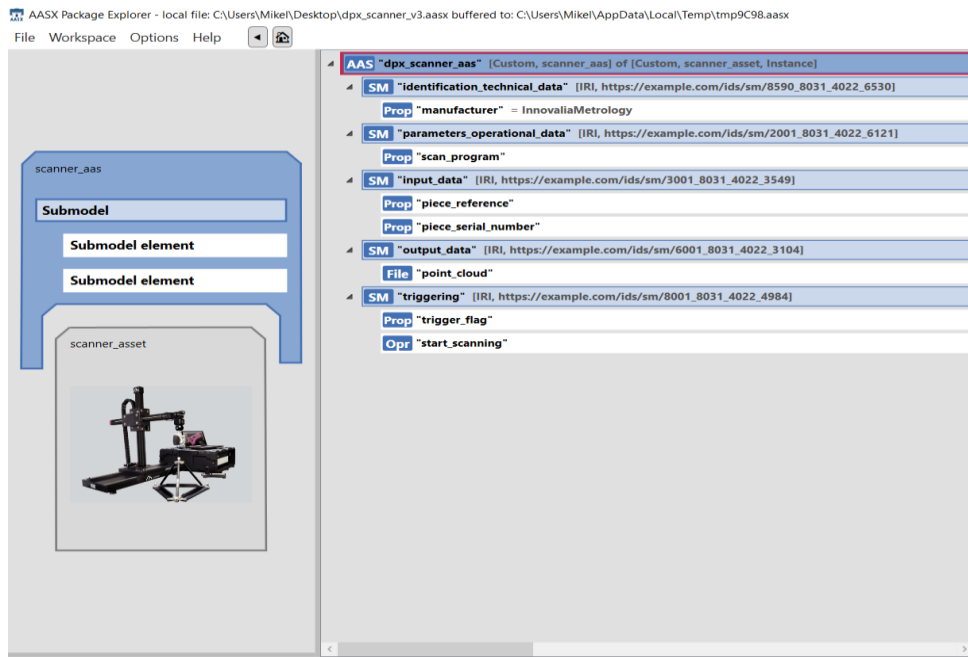 AASX Package Explorer - local file: C:\Users\Mikel\Desktop\dpx_scanner_v3.aasx buffered to: C:\Users\Mikel\AppData\Local\Temp\tmp9C98.aasx
File Workspace Options Help
scanner_aas
Submodel
Submodel element
Submodel element
scanner_asset
AAS "dpx_scanner_aas" [Custom, scanner_aas] of [Custom, scanner_asset, Instance]
SM "identification_technical_data" [IRI, https://example.com/ids/sm/8590_8031_4022_6530]
Prop "manufacturer" = InnovaliaMetrology
SM "parameters_operational_data" [IRI, https://example.com/ids/sm/2001_8031_4022_6121]
Prop "scan_program"
SM "input_data" [IRI, https://example.com/ids/sm/3001_8031_4022_3549]
Prop "piece_reference"
Prop "piece_serial_number"
SM "output_data" [IRI, https://example.com/ids/sm/6001_8031_4022_3104]
File "point_cloud"
SM "triggering" [IRI, https://example.com/ids/sm/8001_8031_4022_4984]
Prop "trigger_flag"
Opr "start_scanning"